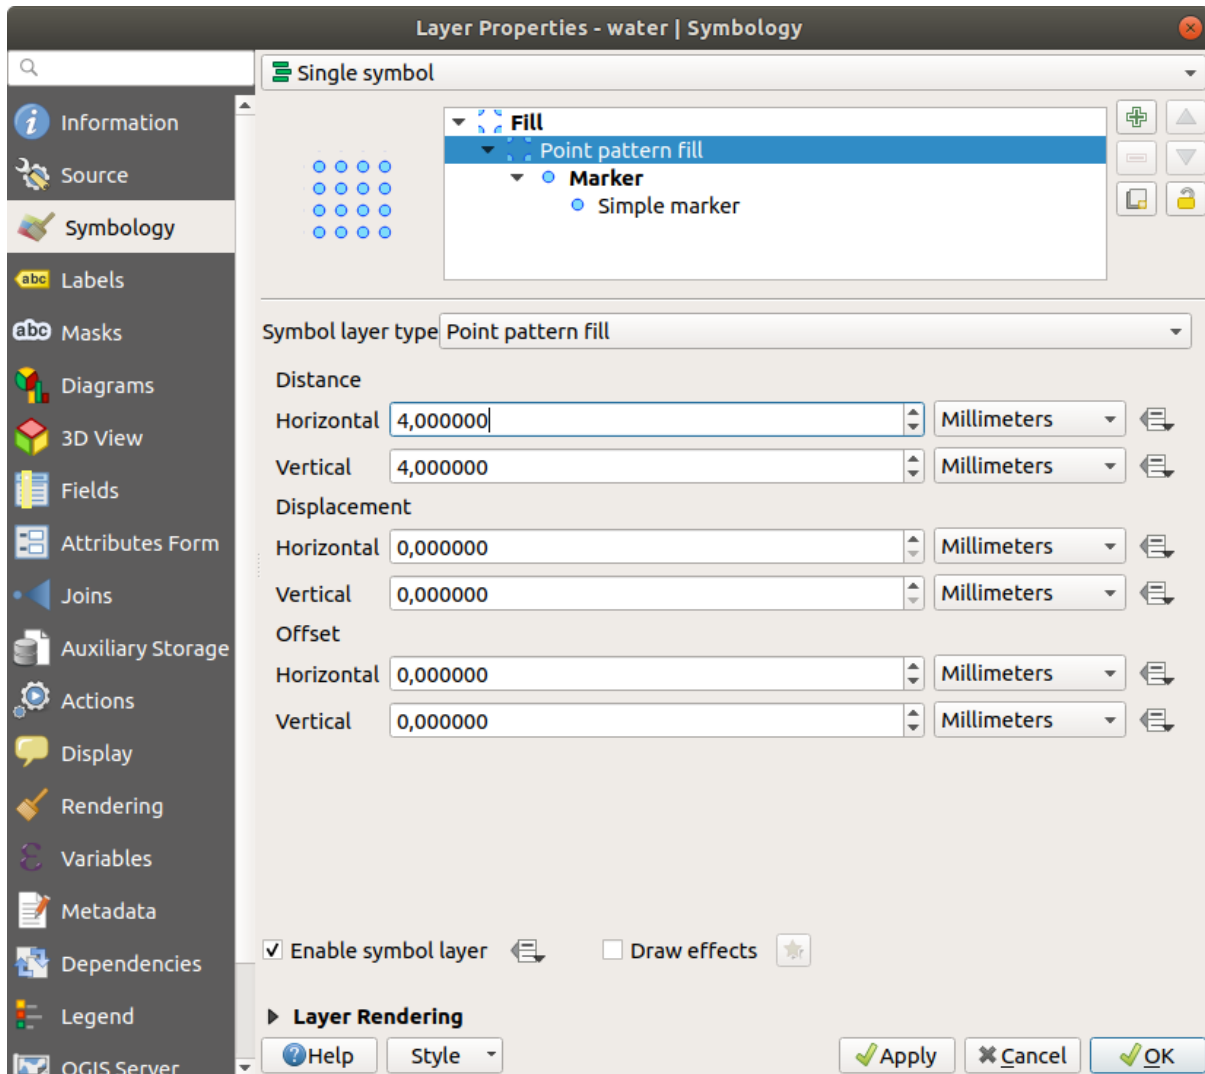 Layer Properties - water | Symbology
Single symbol
Information
Source
Symbology
Labels
Masks
Diagrams
3D View
Fields
Attributes Form
Joins
Auxiliary Storage
Actions
Display
Rendering
Variables
Metadata
Dependencies
Legend
QGIS Server
Fill
Point pattern fill
Marker
Simple marker
Symbol layer type Point pattern fill
Distance
Horizontal 4,000000 Millimeters
Vertical 4,000000 Millimeters
Displacement
Horizontal 0,000000 Millimeters
Vertical 0,000000 Millimeters
Offset
Horizontal 0,000000 Millimeters
Vertical 0,000000 Millimeters
Enable symbol layer Draw effects
Layer Rendering
Help Style Apply Cancel OK